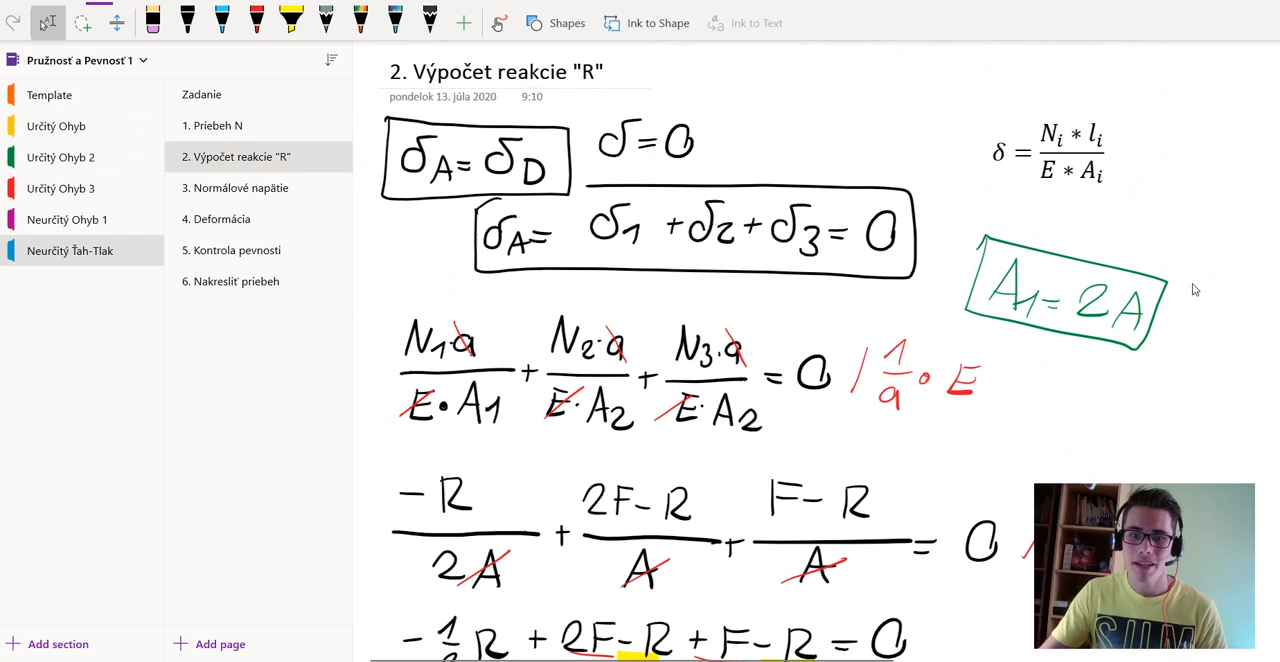 Shapes
Ink to Shape
Ink to Text
Pružnosť a Pevnosť 1
Template
Určitý Ohyb
Určitý Ohyb 2
Určitý Ohyb 3
Neurčitý Ohyb 1
Neurčitý Ťah-Tlak
Add section
Zadanie
1. Priebeh N
2. Výpočet reakcie "R"
3. Normálové napätie
4. Deformácia
5. Kontrola pevnosti
6. Nakresliť priebeh
Add page
2. Výpočet reakcie "R"
pondelok 13. júla 2020 9:10
δA = δD δ = 0
δA = δ1 + δ2 + δ3 = 0
δ = (Ni * li)/(E * Ai)
A1 = 2A
(N1·a)/(E·A1) + (N2·a)/(E·A2) + (N3·a)/(E·A2) = 0 / 1/a · E
(-R)/(2A) + (2F-R)/A + (F-R)/A = 0 /
-1/2 R + 2F - R + F - R = 0
SUM